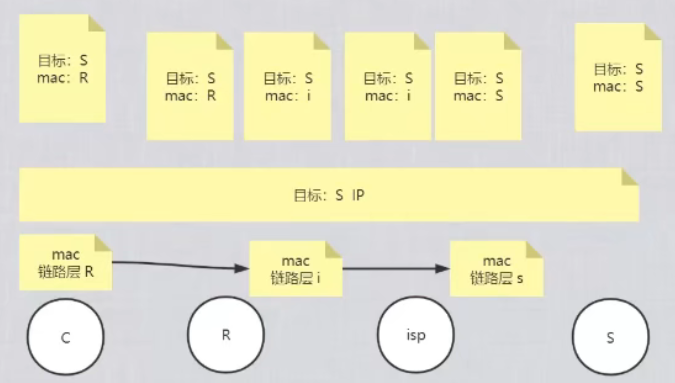 目标：S
mac：R
目标：S
mac：R
目标：S
mac：i
目标：S
mac：i
目标：S
mac：S
目标：S
mac：S
目标：S IP
mac
链路层 R
mac
链路层 i
mac
链路层 s
C
R
isp
S